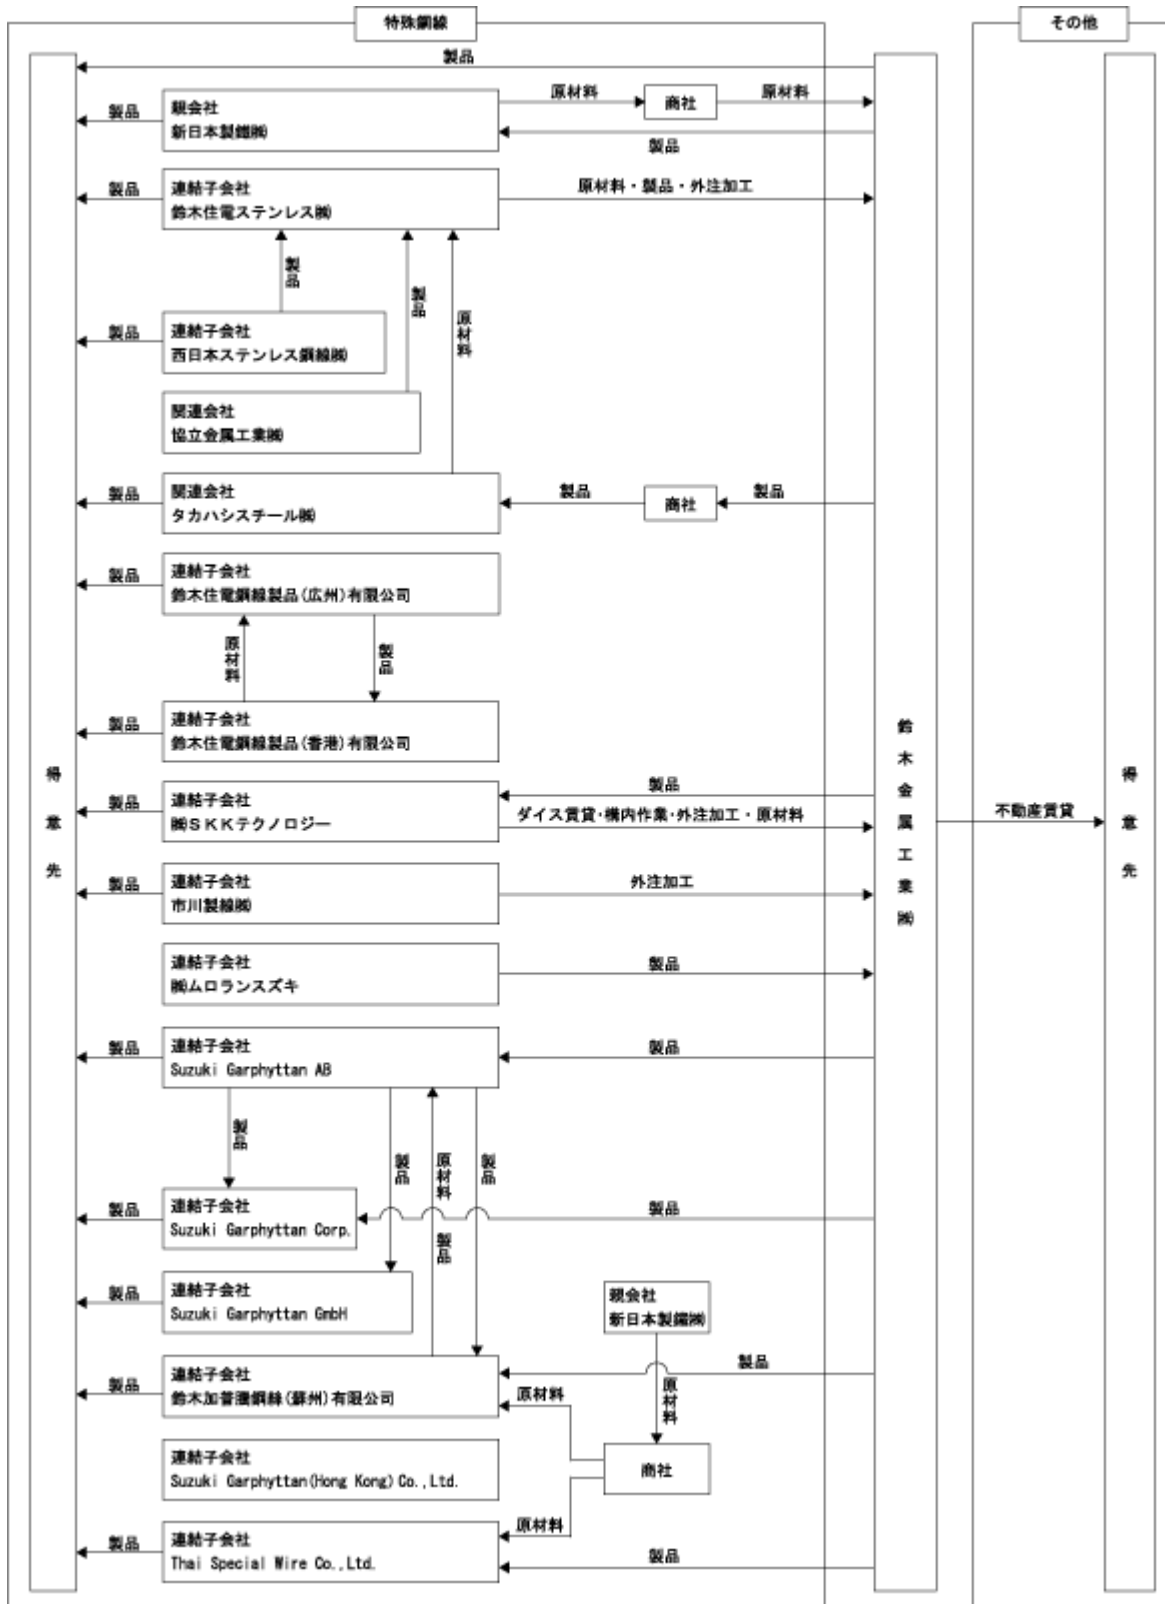 特殊鋼線
その他
製品
原材料
商社
原材料
製品
親会社
新日本製鐵㈱
製品
製品
連結子会社
鈴木住電ステンレス㈱
原材料・製品・外注加工
製品
製品
原材料
製品
連結子会社
西日本ステンレス鋼線㈱
関連会社
協立金属工業㈱
製品
関連会社
タカハシスチール㈱
製品
商社
製品
製品
連結子会社
鈴木住電鋼線製品(広州)有限公司
原材料
製品
製品
連結子会社
鈴木住電鋼線製品(香港)有限公司
得意先
鈴木金属工業㈱
得意先
不動産賃貸
製品
連結子会社
㈱SKKテクノロジー
製品
ダイス賃貸・構内作業・外注加工・原材料
製品
連結子会社
市川製線㈱
外注加工
連結子会社
㈱ムロランスズキ
製品
製品
連結子会社
Suzuki Garphyttan AB
製品
製品
製品
原材料
製品
製品
製品
連結子会社
Suzuki Garphyttan Corp.
製品
製品
連結子会社
Suzuki Garphyttan GmbH
親会社
新日本製鐵㈱
製品
連結子会社
鈴木加普騰鋼絲(蘇州)有限公司
製品
原材料
原材料
連結子会社
Suzuki Garphyttan(Hong Kong)Co.,Ltd.
商社
原材料
製品
連結子会社
Thai Special Wire Co.,Ltd.
製品